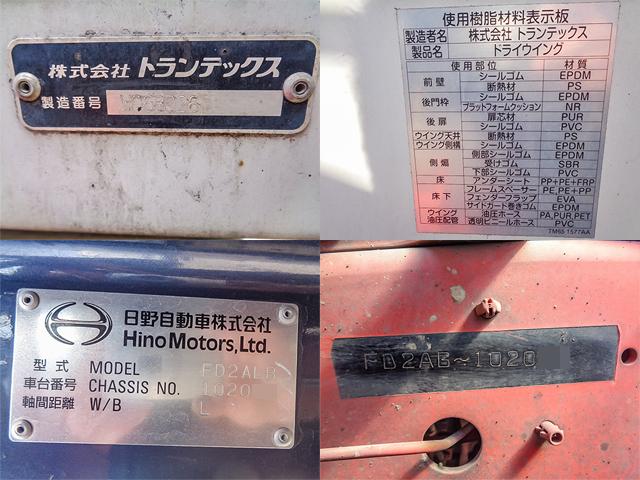 株式会社 トランテックス
製造番号
使用樹脂材料表示板
製造者名 株式会社 トランテックス
製品名 ドライウイング
使用部位 材質
前壁 シールゴム EPDM
断熱材 PS
後門枠 シールゴム EPDM
プラットフォームクッション NR
後扉 扉芯材 PUR
シールゴム PVC
ウイング天井 断熱材 PS
ウイング側構 シールゴム EPDM
側煽 側部シールゴム EPDM
受けゴム SBR
下部シールゴム PVC
床 アンダーシート PP+PE+FRP
床下 フレームスペーサー PE,PE+PP
フェンダーフラップ EVA
サイドガード巻きゴム EPDM
ウイング油圧配管 油圧ホース PA,PUR,PET
透明ビニールホース PVC
TM65 1577AA
日野自動車株式会社
Hino Motors, Ltd.
型式 MODEL FD2ALB
車台番号 CHASSIS NO. 1020
軸間距離 W/B L
FD2AB~1020